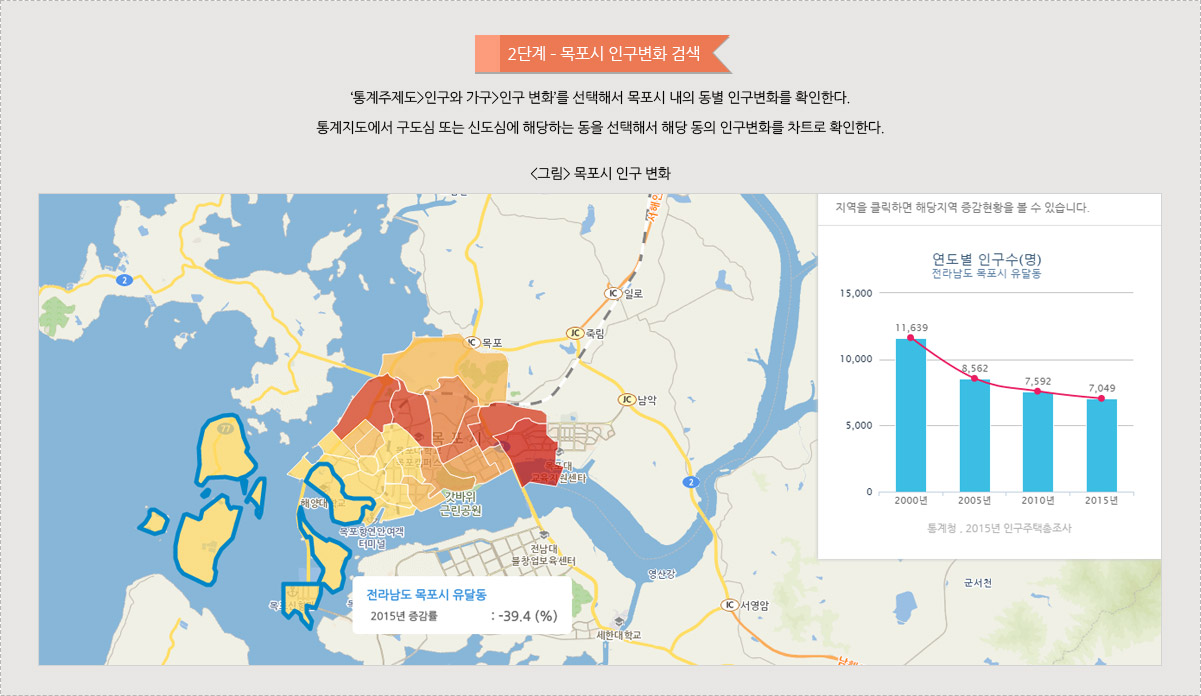 2단계 - 목포시 인구변화 검색
‘통계주제도>인구와 가구>인구 변화’를 선택해서 목포시 내의 동별 인구변화를 확인한다.
통계지도에서 구도심 또는 신도심에 해당하는 동을 선택해서 해당 동의 인구변화를 차트로 확인한다.
<그림> 목포시 인구 변화
지역을 클릭하면 해당지역 증감현황을 볼 수 있습니다.
연도별 인구수(명)
전라남도 목포시 유달동
15,000
11,639
10,000
8,562
7,592
7,049
5,000
0
2000년
2005년
2010년
2015년
통계청 , 2015년 인구주택총조사
2
IC 일로
JC 죽림
IC 목포
JC 남악
77
목포시
2
갓바위
근린공원
해양대학교
목포항연안여객
터미널
전남대
불창업보육센터
영산강
군서천
IC 서영암
세한대학교
전라남도 목포시 유달동
2015년 증감률 : -39.4 (%)